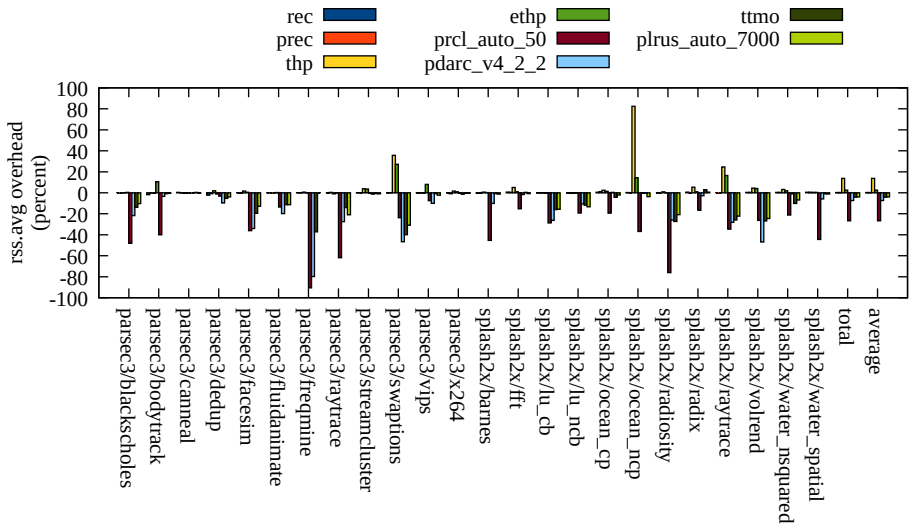 rec
prec
thp
ethp
prcl_auto_50
pdarc_v4_2_2
ttmo
plrus_auto_7000
rss.avg overhead
(percent)
100
80
60
40
20
0
-20
-40
-60
-80
-100
parsec3/blackscholes
parsec3/bodytrack
parsec3/canneal
parsec3/dedup
parsec3/facesim
parsec3/fluidanimate
parsec3/freqmine
parsec3/raytrace
parsec3/streamcluster
parsec3/swaptions
parsec3/vips
parsec3/x264
splash2x/barnes
splash2x/fft
splash2x/lu_cb
splash2x/lu_ncb
splash2x/ocean_cp
splash2x/ocean_ncp
splash2x/radiosity
splash2x/radix
splash2x/raytrace
splash2x/volrend
splash2x/water_nsquared
splash2x/water_spatial
total
average